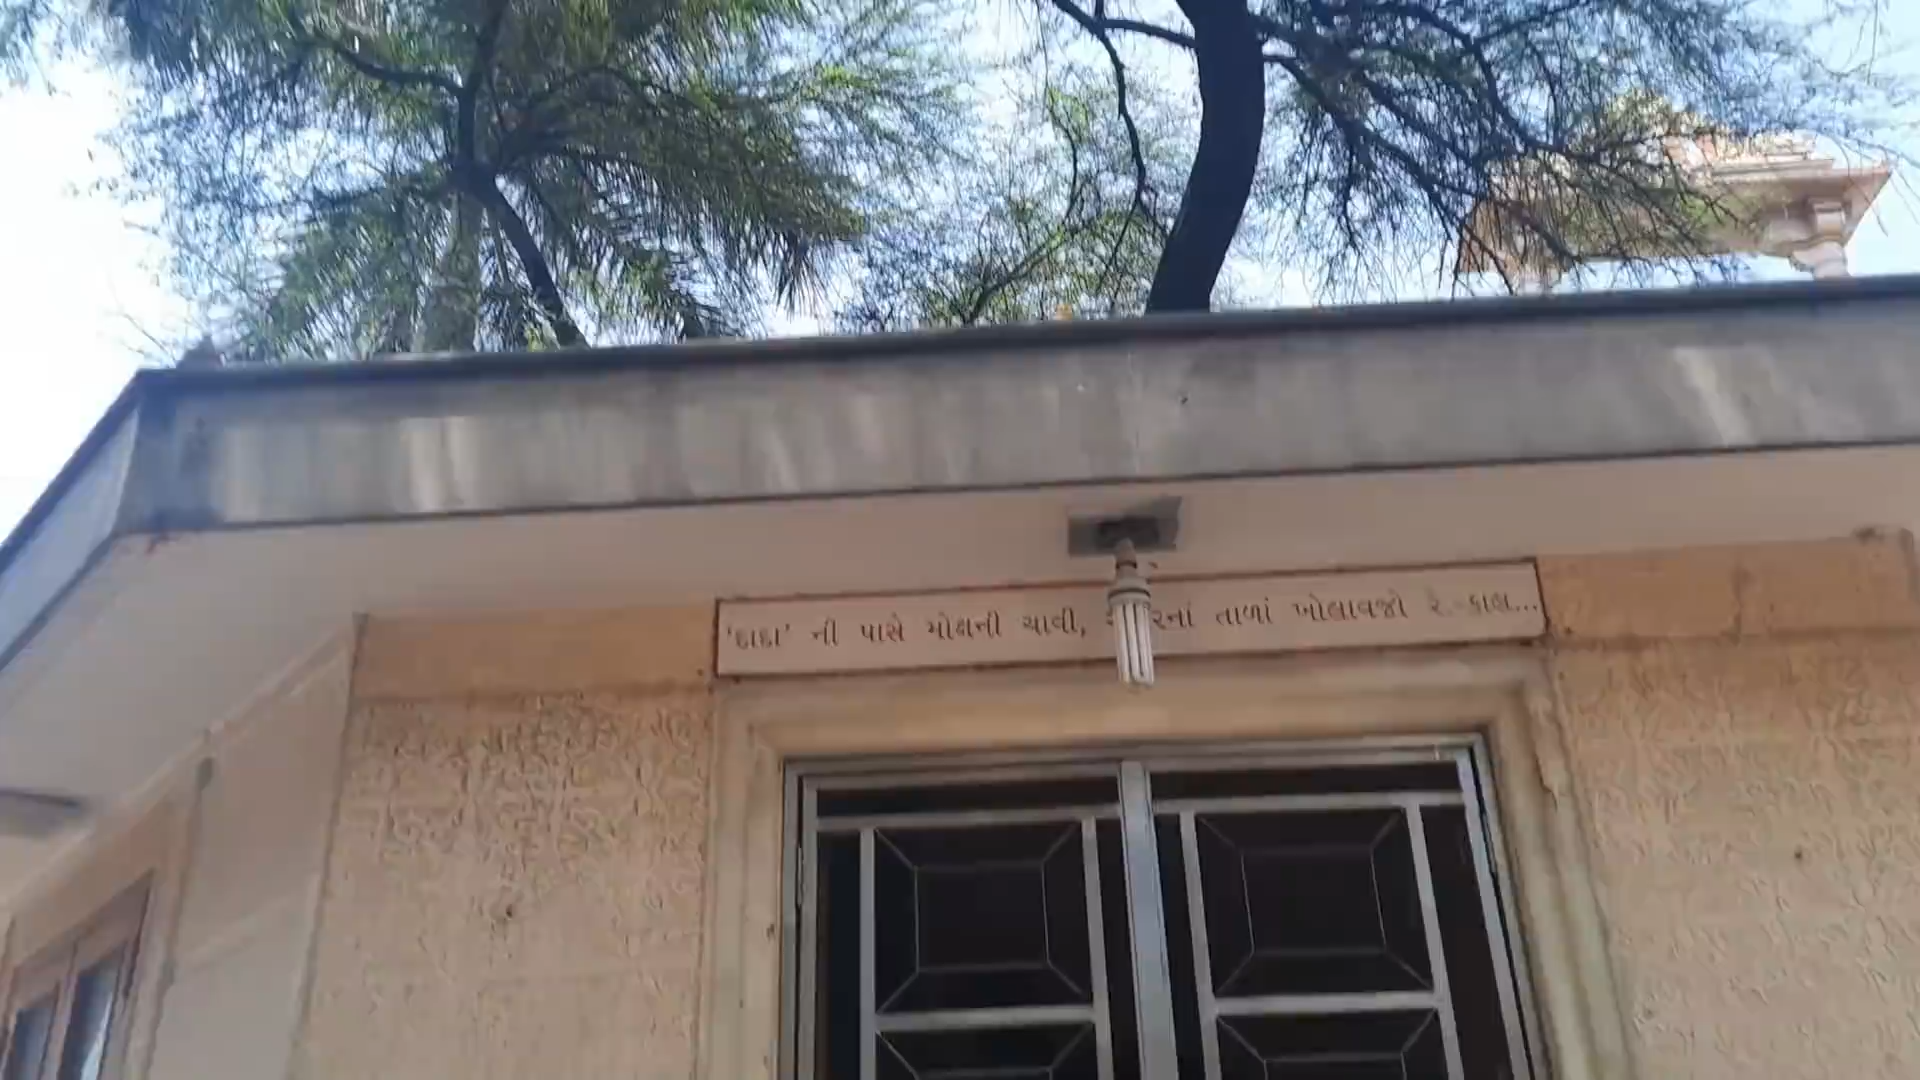 'દાદા' ની પાસે મોક્ષની ચાવી, તાળાં ખોલાવજો